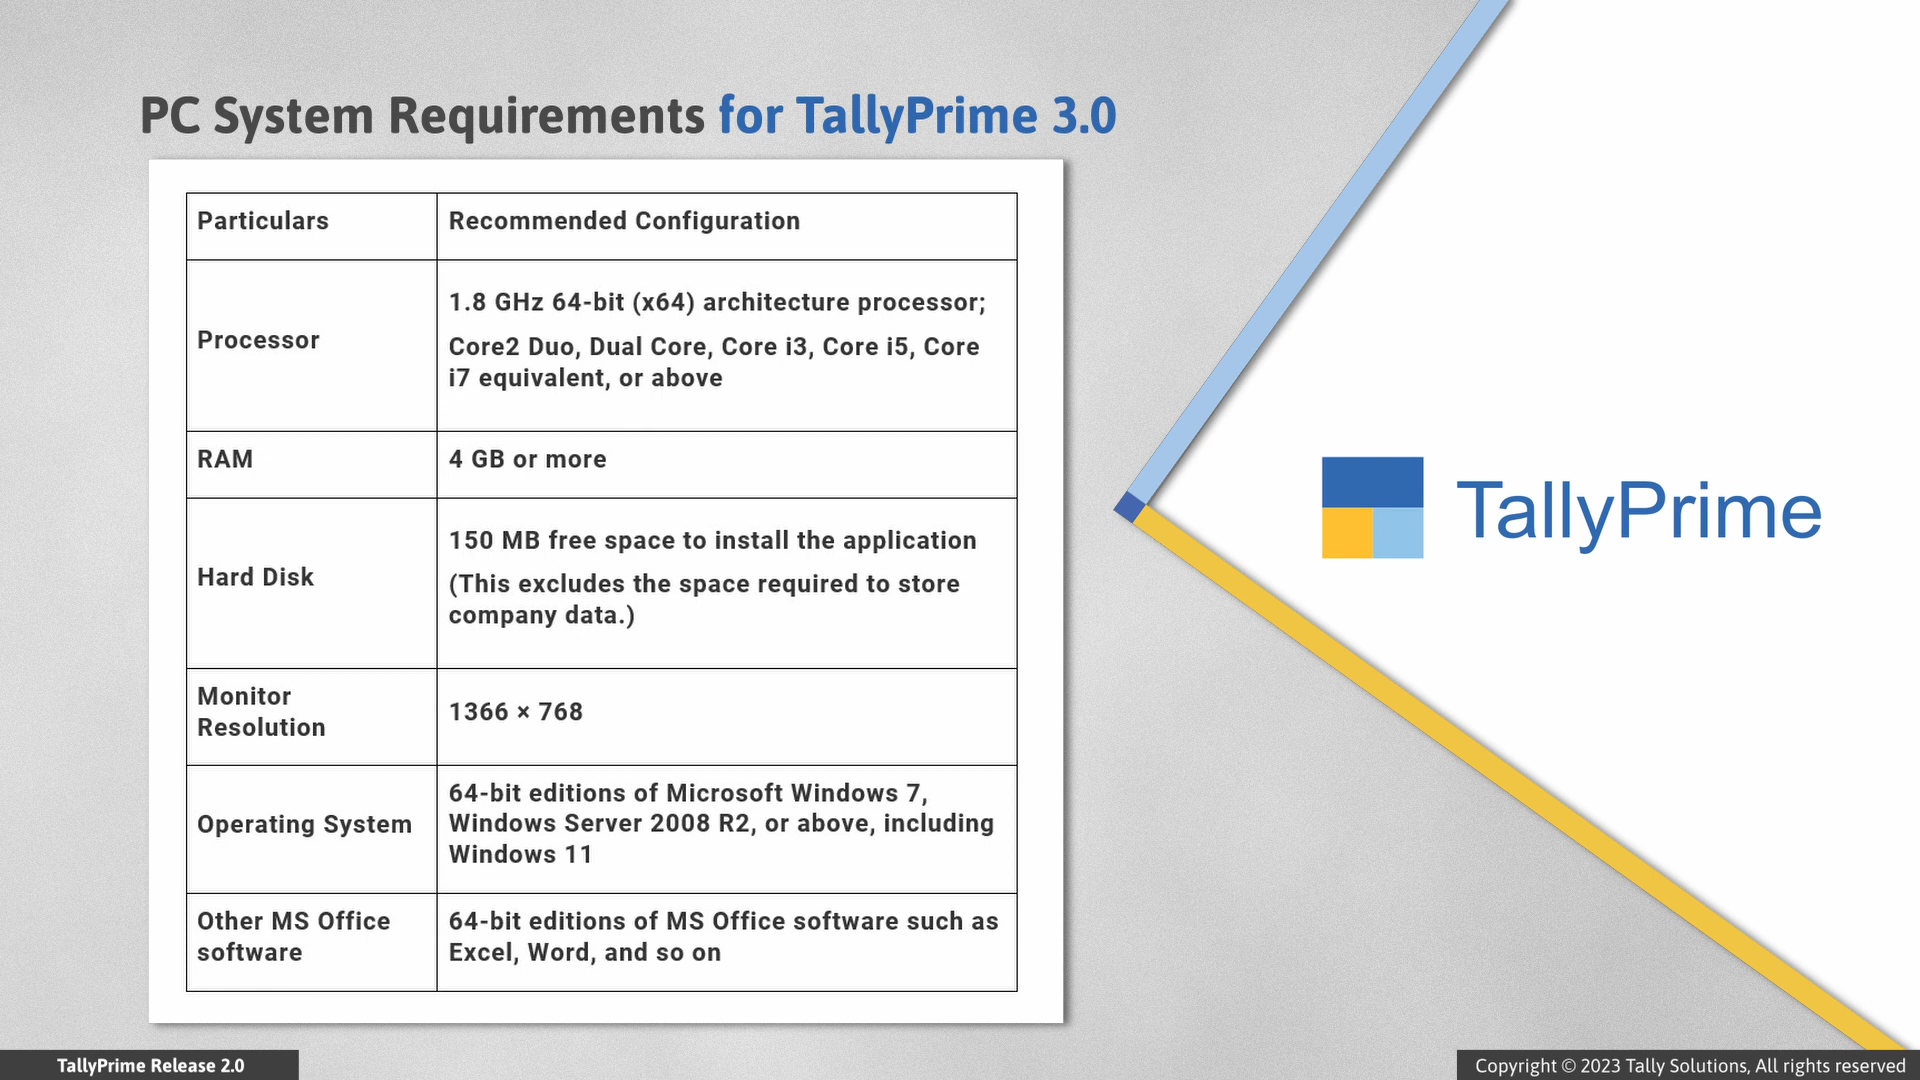 PC System Requirements for TallyPrime 3.0
Particulars
Recommended Configuration
Processor
1.8 GHz 64-bit (x64) architecture processor;
Core2 Duo, Dual Core, Core i3, Core i5, Core
i7 equivalent, or above
RAM
4 GB or more
Hard Disk
150 MB free space to install the application
(This excludes the space required to store
company data.)
Monitor
Resolution
1366 × 768
Operating System
64-bit editions of Microsoft Windows 7,
Windows Server 2008 R2, or above, including
Windows 11
Other MS Office
software
64-bit editions of MS Office software such as
Excel, Word, and so on
TallyPrime
TallyPrime Release 2.0
Copyright © 2023 Tally Solutions, All rights reserved